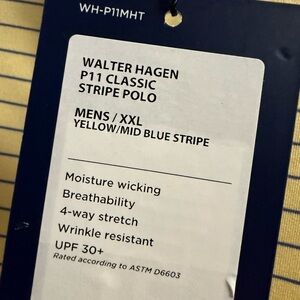 WH-P11MHT
WALTER HAGEN
P11 CLASSIC
STRIPE POLO
MENS / XXL
YELLOW/MID BLUE STRIPE
Moisture wicking
Breathability
4-way stretch
Wrinkle resistant
UPF 30+
Rated according to ASTM D6603